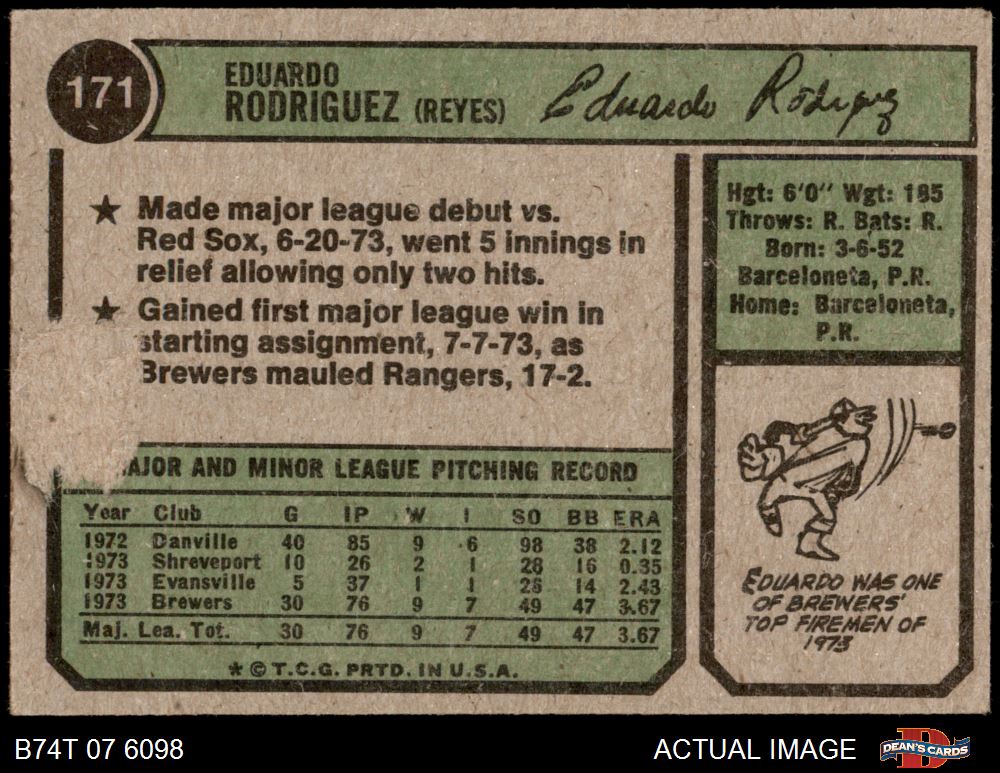 171
EDUARDO
RODRIGUEZ (REYES)
Eduardo Rodriguez
★ Made major league debut vs.
Red Sox, 6-20-73, went 5 innings in
relief allowing only two hits.
★ Gained first major league win in
starting assignment, 7-7-73, as
Brewers mauled Rangers, 17-2.
Hgt: 6'0" Wgt: 185
Throws: R. Bats: R.
Born: 3-6-52
Barceloneta, P.R.
Home: Barceloneta,
P.R.
AJOR AND MINOR LEAGUE PITCHING RECORD
Year Club G IP W L SO BB ERA
1972 Danville 40 85 9 6 98 38 2.12
1973 Shreveport 10 26 2 1 28 16 0.35
1973 Evansville 5 37 1 1 28 14 2.43
1973 Brewers 30 76 9 7 49 47 3.67
Maj. Lea. Tot. 30 76 9 7 49 47 3.67
* © T.C.G. PRTD. IN U.S.A.
EDUARDO WAS ONE
OF BREWERS'
TOP FIREMEN OF
1973
B74T 07 6098
ACTUAL IMAGE
DEAN'S CARDS